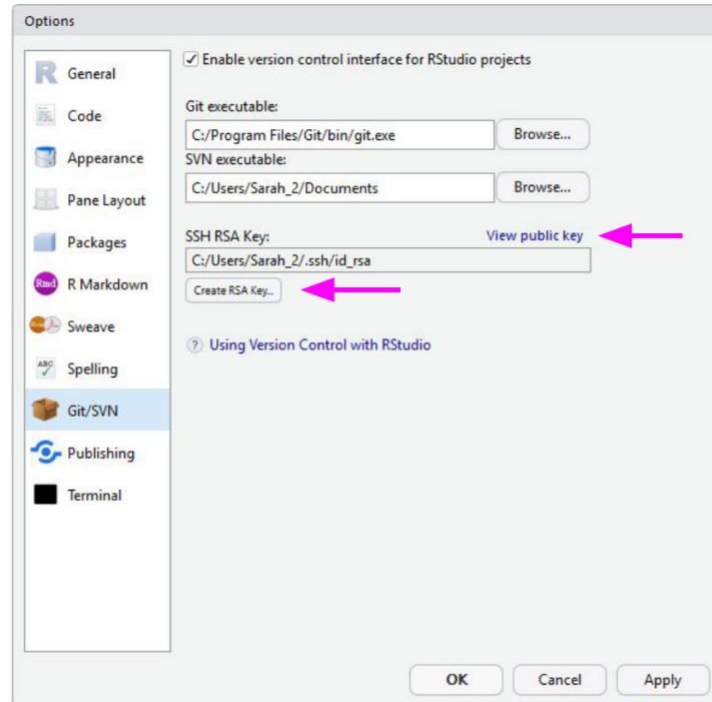 Options
General
Code
Appearance
Pane Layout
Packages
Rmd R Markdown
Sweave
ABC Spelling
Git/SVN
Publishing
Terminal
Enable version control interface for RStudio projects
Git executable:
C:/Program Files/Git/bin/git.exe Browse...
SVN executable:
C:/Users/Sarah_2/Documents Browse...
SSH RSA Key: View public key
C:/Users/Sarah_2/.ssh/id_rsa
Create RSA Key...
? Using Version Control with RStudio
OK Cancel Apply